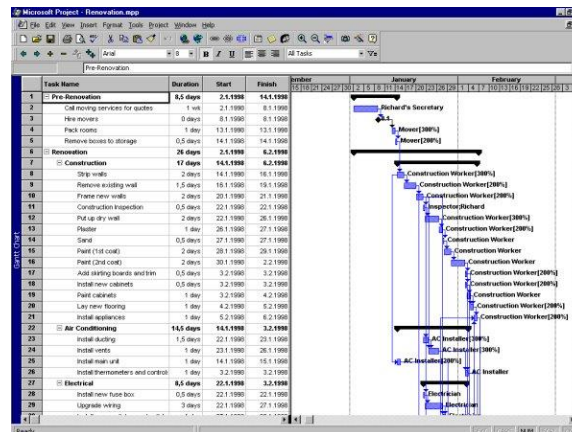 Microsoft Project - Renovation.mpp
File Edit View Insert Format Tools Project Window Help
Arial 8 B I U All Tasks
Pre-Renovation
Task Name Duration Start Finish January February
1 Pre-Renovation 8,5 days 2.1.1998 14.1.1998
2 Call moving services for quotes 1 wk 2.1.1998 8.1.1998 Richard's Secretary
3 Hire movers 0 days 8.1.1998 8.1.1998 8.1
4 Pack rooms 1 day 13.1.1998 13.1.1998 Mover[300%]
5 Remove boxes to storage 0,5 days 14.1.1998 14.1.1998 Mover[200%]
6 Renovation 26 days 2.1.1998 6.2.1998
7 Construction 17 days 14.1.1998 6.2.1998
8 Strip walls 2 days 14.1.1998 16.1.1998 Construction Worker[300%]
9 Remove existing wall 1,5 days 16.1.1998 19.1.1998 Construction Worker[200%]
10 Frame new walls 2 days 20.1.1998 21.1.1998 Construction Worker[200%]
11 Construction Inspection 0,5 days 22.1.1998 22.1.1998 Inspector;Richard
12 Put up dry wall 2 days 22.1.1998 26.1.1998 Construction Worker[300%]
13 Plaster 1 day 26.1.1998 27.1.1998 Construction Worker[200%]
14 Sand 0,5 days 27.1.1998 27.1.1998 Construction Worker
15 Paint (1st coat) 2 days 28.1.1998 29.1.1998 Construction Worker
16 Paint (2nd coat) 2 days 30.1.1998 2.2.1998 Construction Worker
17 Add skirting boards and trim 0,5 days 3.2.1998 3.2.1998 Construction Worker[200%]
18 Install new cabinets 0,5 days 3.2.1998 3.2.1998 Construction Worker[200%]
19 Paint cabinets 1 day 3.2.1998 4.2.1998 Construction Worker
20 Lay new flooring 1 day 4.2.1998 5.2.1998 Construction Worker[200%]
21 Install appliances 1 day 5.2.1998 6.2.1998 Construction Worker[200%]
22 Air Conditioning 14,5 days 14.1.1998 3.2.1998
23 Install ducting 1,5 days 22.1.1998 23.1.1998 AC Installer[300%]
24 Install vents 1 day 23.1.1998 26.1.1998 AC Installer[300%]
25 Install main unit 1 day 14.1.1998 15.1.1998 AC Installer[200%]
26 Install thermometers and control 1 day 3.2.1998 3.2.1998 AC Installer
27 Electrical 8,5 days 22.1.1998 3.2.1998
28 Install new fuse box 0,5 days 22.1.1998 22.1.1998 Electrician
29 Upgrade wiring 3 days 22.1.1998 27.1.1998 Electrician
Gantt Chart
Ready